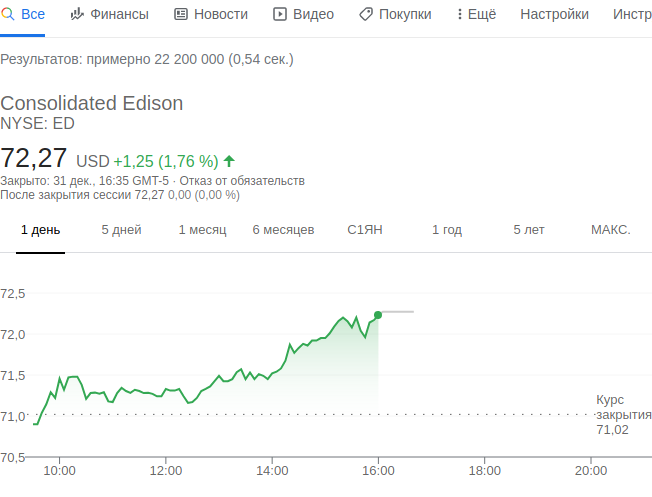 Все Финансы Новости Видео Покупки Ещё Настройки Инстр
Результатов: примерно 22 200 000 (0,54 сек.)
Consolidated Edison
NYSE: ED
72,27 USD +1,25 (1,76 %)
Закрыто: 31 дек., 16:35 GMT-5 · Отказ от обязательств
После закрытия сессии 72,27 0,00 (0,00 %)
1 день 5 дней 1 месяц 6 месяцев С1ЯН 1 год 5 лет МАКС.
72,5
72,0
71,5
71,0
Курс
закрытия
71,02
70,5
10:00 12:00 14:00 16:00 18:00 20:00